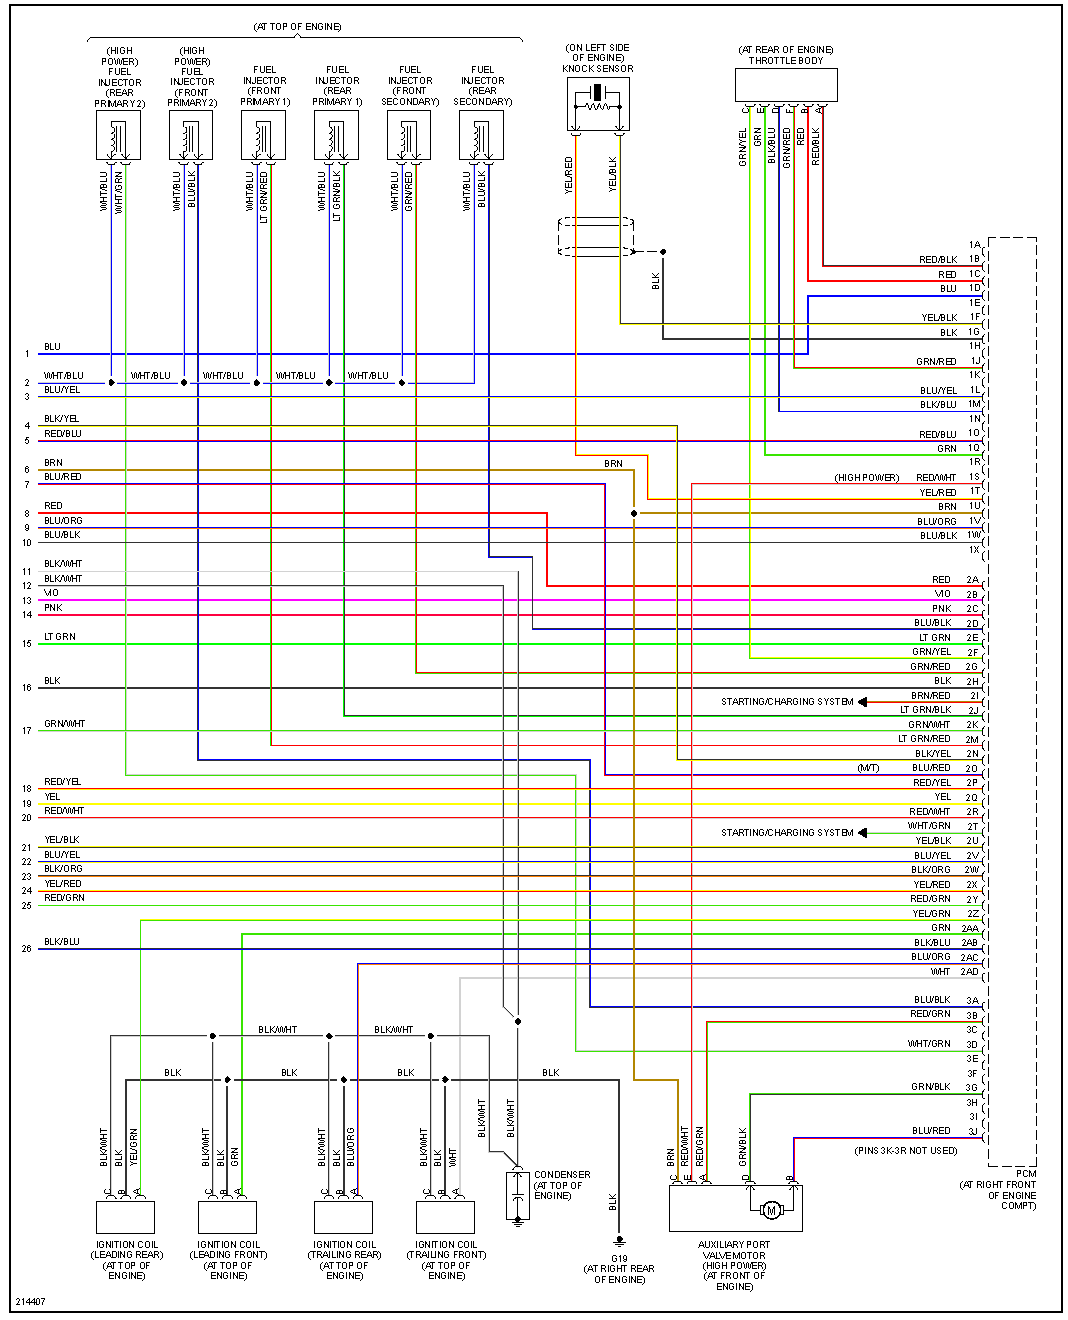 (AT TOP OF ENGINE)
(HIGH
POWER)
FUEL
INJECTOR
(REAR
PRIMARY 2)
(HIGH
POWER)
FUEL
INJECTOR
(FRONT
PRIMARY 2)
FUEL
INJECTOR
(FRONT
PRIMARY 1)
FUEL
INJECTOR
(REAR
PRIMARY 1)
FUEL
INJECTOR
(FRONT
SECONDARY)
FUEL
INJECTOR
(REAR
SECONDARY)
(ON LEFT SIDE
OF ENGINE)
KNOCK SENSOR
(AT REAR OF ENGINE)
THROTTLE BODY
C E D F B A
WHT/BLU
WHT/GRN
WHT/BLU
BLU/BLK
WHT/BLU
LT GRN/RED
WHT/BLU
LT GRN/BLK
WHT/BLU
GRN/RED
WHT/BLU
BLU/BLK
YEL/RED
YEL/BLK
GRN/YEL
GRN
BLK/BLU
GRN/RED
RED
RED/BLK
BLK
1A
RED/BLK 1B
RED 1C
BLU 1D
1E
YEL/BLK 1F
BLK 1G
1H
GRN/RED 1J
1K
BLU/YEL 1L
BLK/BLU 1M
1N
RED/BLU 1O
GRN 1Q
1R
(HIGH POWER) RED/WHT 1S
YEL/RED 1T
BRN 1U
BLU/ORG 1V
BLU/BLK 1W
1X
RED 2A
VIO 2B
PNK 2C
BLU/BLK 2D
LT GRN 2E
GRN/YEL 2F
GRN/RED 2G
BLK 2H
STARTING/CHARGING SYSTEM BRN/RED 2I
LT GRN/BLK 2J
GRN/WHT 2K
LT GRN/RED 2M
BLK/YEL 2N
(M/T) BLU/RED 2O
RED/YEL 2P
YEL 2Q
RED/WHT 2R
STARTING/CHARGING SYSTEM WHT/GRN 2T
YEL/BLK 2U
BLU/YEL 2V
BLK/ORG 2W
YEL/RED 2X
RED/GRN 2Y
YEL/GRN 2Z
GRN 2AA
BLK/BLU 2AB
BLU/ORG 2AC
WHT 2AD
BLU/BLK 3A
RED/GRN 3B
3C
WHT/GRN 3D
3E
3F
GRN/BLK 3G
3H
3I
BLU/RED 3J
(PINS 3K-3R NOT USED)
PCM
(AT RIGHT FRONT
OF ENGINE
COMPT)
1 BLU
2 WHT/BLU WHT/BLU WHT/BLU WHT/BLU WHT/BLU
3 BLU/YEL
4 BLK/YEL
5 RED/BLU
6 BRN BRN
7 BLU/RED
8 RED
9 BLU/ORG
10 BLU/BLK
11 BLK/WHT
12 BLK/WHT
13 VIO
14 PNK
15 LT GRN
16 BLK
17 GRN/WHT
18 RED/YEL
19 YEL
20 RED/WHT
21 YEL/BLK
22 BLU/YEL
23 BLK/ORG
24 YEL/RED
25 RED/GRN
26 BLK/BLU
BLK/WHT BLK/WHT
BLK BLK BLK BLK
BLK/WHT
BLK
YEL/GRN
BLK/WHT
BLK
GRN
BLK/WHT
BLK
BLU/ORG
BLK/WHT
BLK
WHT
BLK/WHT
BLK/WHT
BLK
BRN
RED/WHT
RED/GRN
GRN/BLK
C B A
C B A
C B A
C B A
C E A D B
M
CONDENSER
(AT TOP OF
ENGINE)
IGNITION COIL
(LEADING REAR)
(AT TOP OF
ENGINE)
IGNITION COIL
(LEADING FRONT)
(AT TOP OF
ENGINE)
IGNITION COIL
(TRAILING REAR)
(AT TOP OF
ENGINE)
IGNITION COIL
(TRAILING FRONT)
(AT TOP OF
ENGINE)
G19
(AT RIGHT REAR
OF ENGINE)
AUXILIARY PORT
VALVE MOTOR
(HIGH POWER)
(AT FRONT OF
ENGINE)
214407